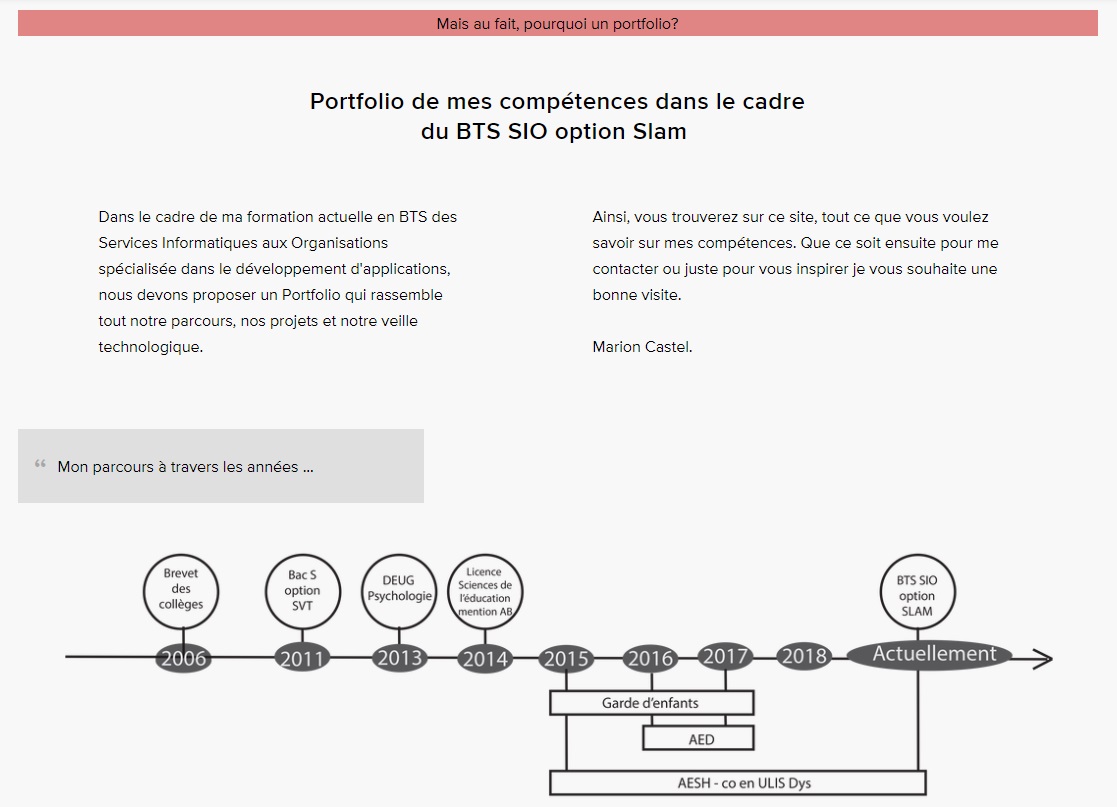 Mais au fait, pourquoi un portfolio?
Portfolio de mes compétences dans le cadre
du BTS SIO option Slam
Dans le cadre de ma formation actuelle en BTS des
Services Informatiques aux Organisations
spécialisée dans le développement d'applications,
nous devons proposer un Portfolio qui rassemble
tout notre parcours, nos projets et notre veille
technologique.
Ainsi, vous trouverez sur ce site, tout ce que vous voulez
savoir sur mes compétences. Que ce soit ensuite pour me
contacter ou juste pour vous inspirer je vous souhaite une
bonne visite.
Marion Castel.
“ Mon parcours à travers les années ...
Brevet
des
collèges
Bac S
option
SVT
DEUG
Psychologie
Licence
Sciences de
l'éducation
mention AB
BTS SIO
option
SLAM
2006
2011
2013
2014
2015
2016
2017
2018
Actuellement
Garde d'enfants
AED
AESH - co en ULIS Dys